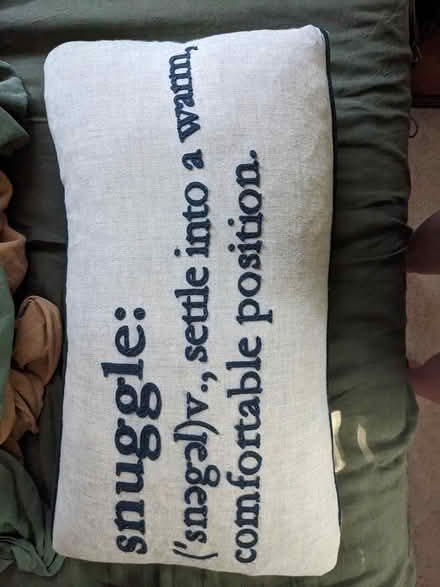 snuggle:
('snəgəl)v., settle into a warm,
comfortable position.